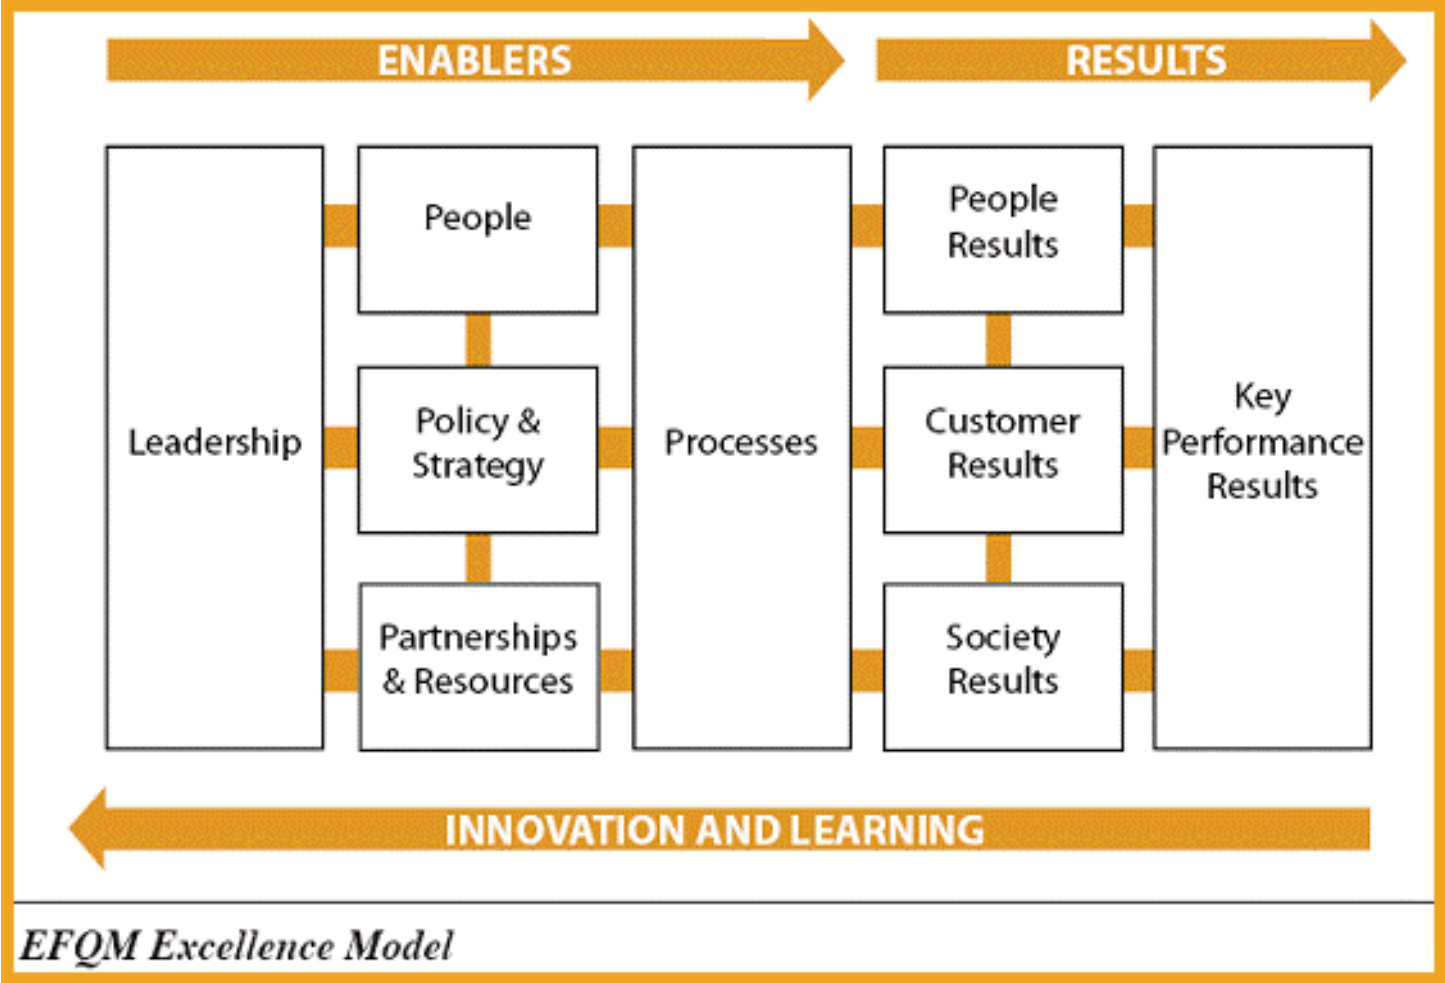 ENABLERS
RESULTS
Leadership
People
Policy &
Strategy
Partnerships
& Resources
Processes
People
Results
Customer
Results
Society
Results
Key
Performance
Results
INNOVATION AND LEARNING
EFQM Excellence Model